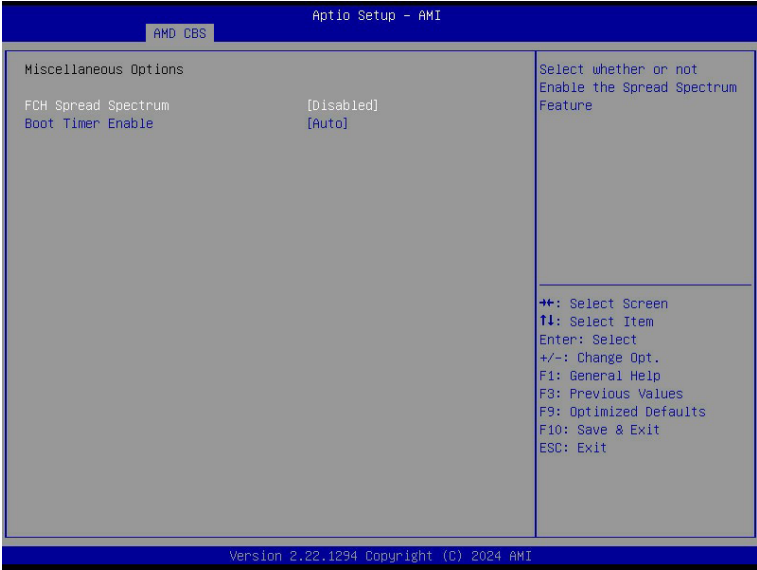 Aptio Setup – AMI
AMD CBS
Miscellaneous Options
FCH Spread Spectrum [Disabled]
Boot Timer Enable [Auto]
Select whether or not
Enable the Spread Spectrum
Feature
→←: Select Screen
↑↓: Select Item
Enter: Select
+/-: Change Opt.
F1: General Help
F3: Previous Values
F9: Optimized Defaults
F10: Save & Exit
ESC: Exit
Version 2.22.1294 Copyright (C) 2024 AMI